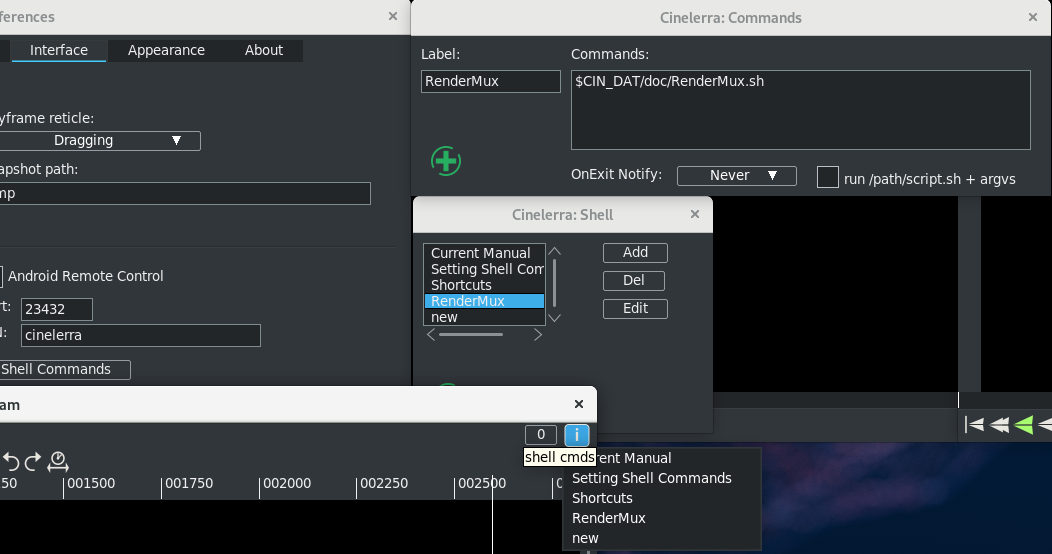 ferences
Interface
Appearance
About
yframe reticle:
Dragging
apshot path:
mp
Android Remote Control
rt:
23432
N:
cinelerra
Shell Commands
Cinelerra: Commands
Label:
Commands:
RenderMux
$CIN_DAT/doc/RenderMux.sh
OnExit Notify:
Never
run /path/script.sh + argvs
Cinelerra: Shell
Current Manual
Setting Shell Com
Shortcuts
RenderMux
new
Add
Del
Edit
am
0
i
shell cmds
rent Manual
Setting Shell Commands
Shortcuts
RenderMux
new
50
001500
001750
002000
002250
002500
0